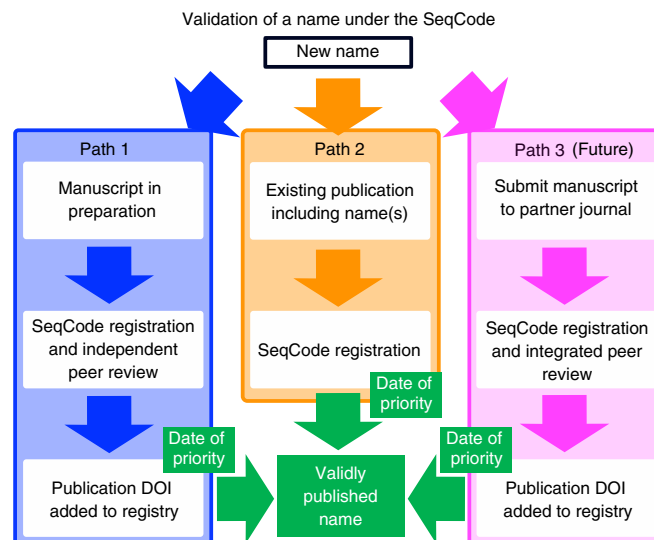 Validation of a name under the SeqCode
New name
Path 1
Manuscript in
preparation
SeqCode registration
and independent
peer review
Date of
priority
Publication DOI
added to registry
Path 2
Existing publication
including name(s)
SeqCode registration
Date of
priority
Validly
published
name
Path 3 (Future)
Submit manuscript
to partner journal
SeqCode registration
and integrated peer
review
Date of
priority
Publication DOI
added to registry